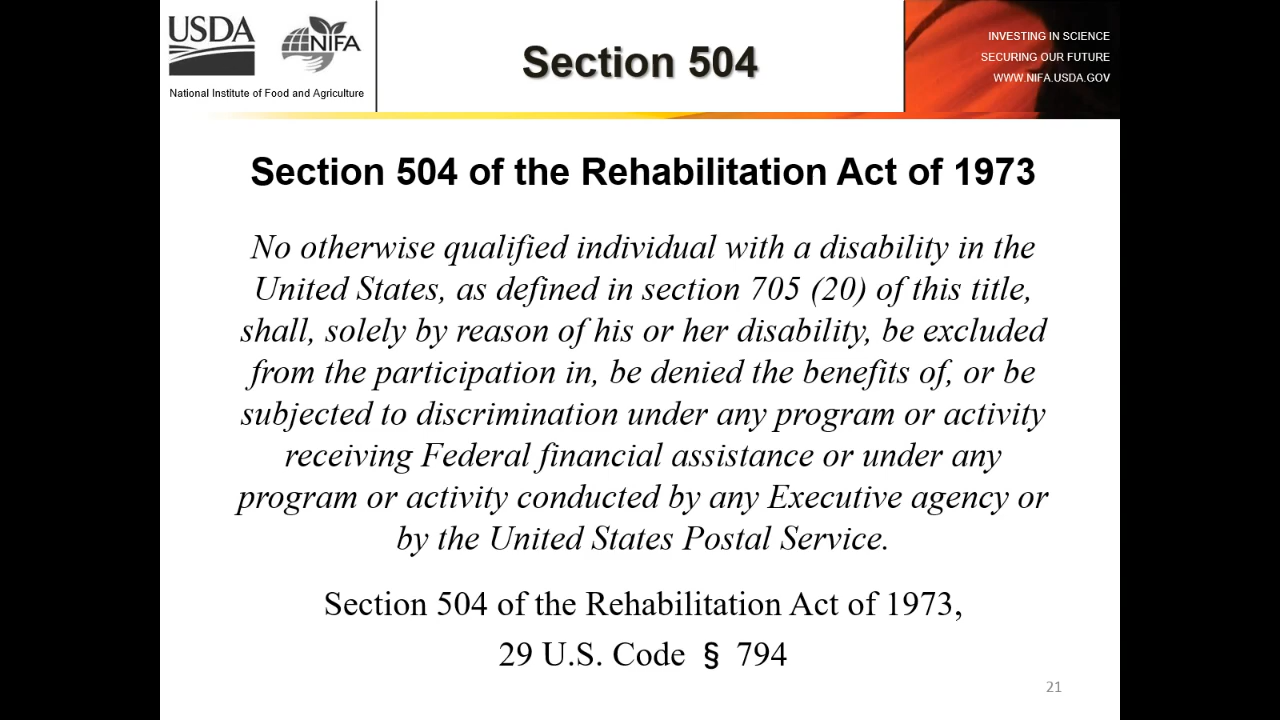 USDA
NIFA
National Institute of Food and Agriculture
Section 504
INVESTING IN SCIENCE
SECURING OUR FUTURE
WWW.NIFA.USDA.GOV
Section 504 of the Rehabilitation Act of 1973
No otherwise qualified individual with a disability in the
United States, as defined in section 705 (20) of this title,
shall, solely by reason of his or her disability, be excluded
from the participation in, be denied the benefits of, or be
subjected to discrimination under any program or activity
receiving Federal financial assistance or under any
program or activity conducted by any Executive agency or
by the United States Postal Service.
Section 504 of the Rehabilitation Act of 1973,
29 U.S. Code § 794
21